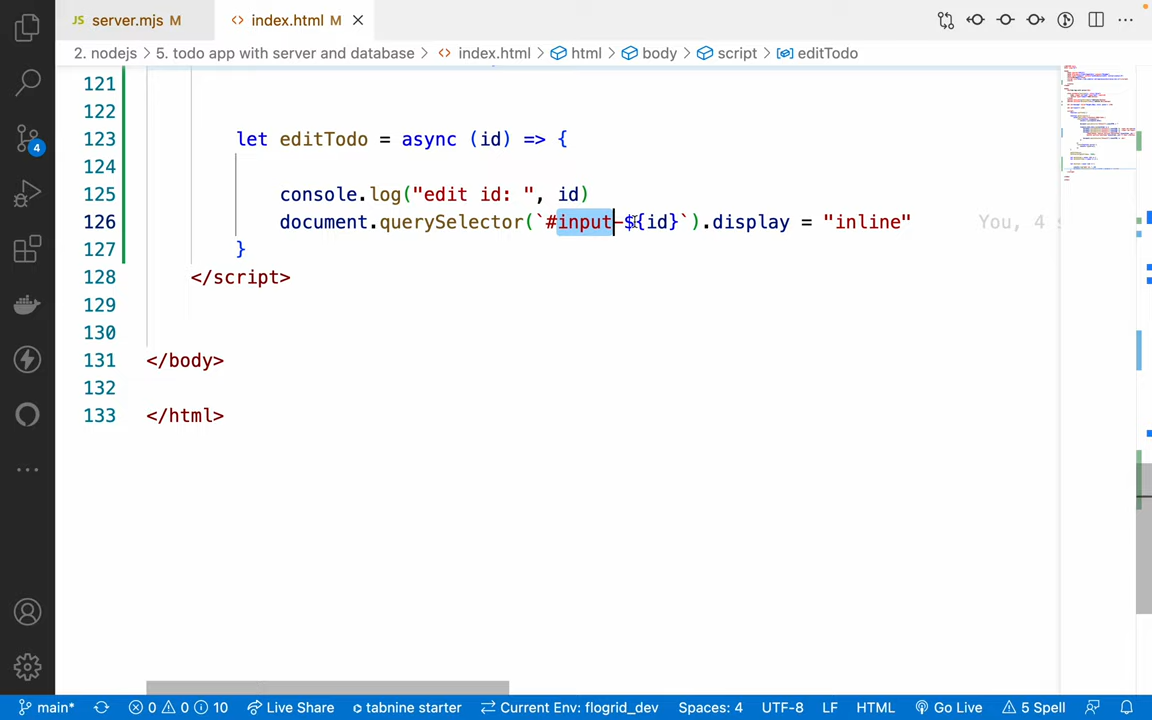 JS server.mjs M <> index.html M
2. nodejs > 5. todo app with server and database > <> index.html > html > body > script > editTodo
121
122
123 let editTodo = async (id) => {
124
125 console.log("edit id: ", id)
126 document.querySelector(`#input-${id}`).display = "inline" You, 4 s
127 }
128 </script>
129
130
131 </body>
132
133 </html>
4
main* 0 0 10 Live Share tabnine starter Current Env: flogrid_dev Spaces: 4 UTF-8 LF HTML Go Live 5 Spell